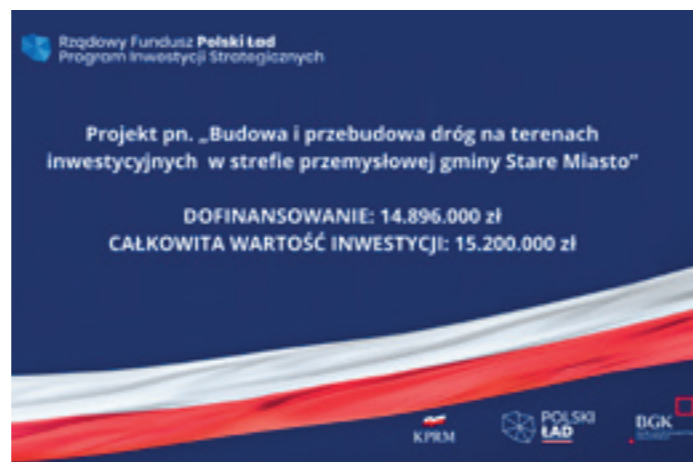 Rządowy Fundusz Polski Ład
Program Inwestycji Strategicznych
Projekt pn. „Budowa i przebudowa dróg na terenach
inwestycyjnych w strefie przemysłowej gminy Stare Miasto”
DOFINANSOWANIE: 14.896.000 zł
CAŁKOWITA WARTOŚĆ INWESTYCJI: 15.200.000 zł
KPRM
POLSKI
ŁAD
BGK